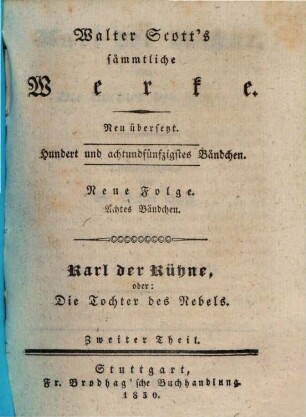 Walter Scott's
sämmtliche
Werke.
Neu übersetzt.
Hundert und achtundfünfzigstes Bändchen.
Neue Folge.
Achtes Bändchen.
Karl der Kühne,
oder:
Die Tochter des Nebels.
Zweiter Theil.
Stuttgart,
Fr. Brodhag'sche Buchhandlung.
1830.